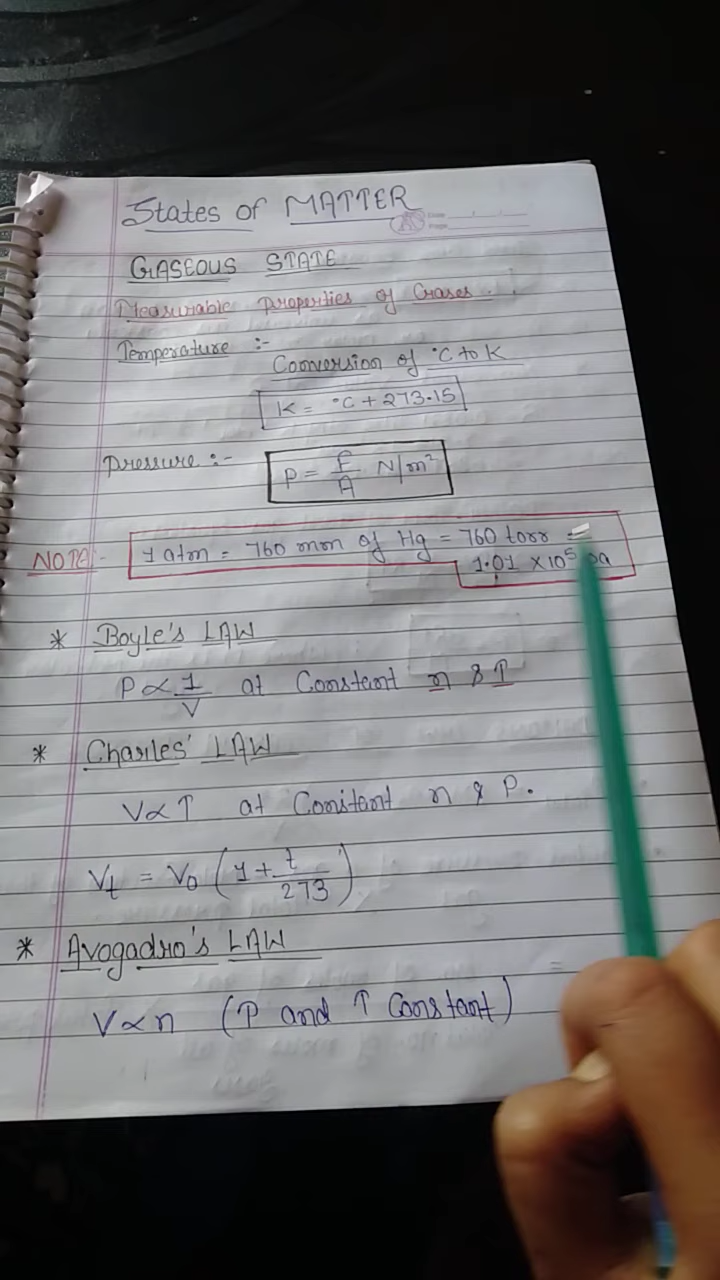 States of MATTER
GASEOUS STATE
Measurable properties of Gases.
Temperature :-
Conversion of °C to K
K = °C + 273.15
Pressure :- P = F/A N/m²
NOTE:- 1 atm = 760 mm of Hg = 760 torr =
1.01 × 10⁵ pa
* Boyle's LAW
P ∝ 1/V at Constant n & T
* Charles' LAW
V ∝ T at Constant n & P.
Vt = V0 (1 + t/273)
* Avogadro's LAW
V ∝ n (P and T Constant)